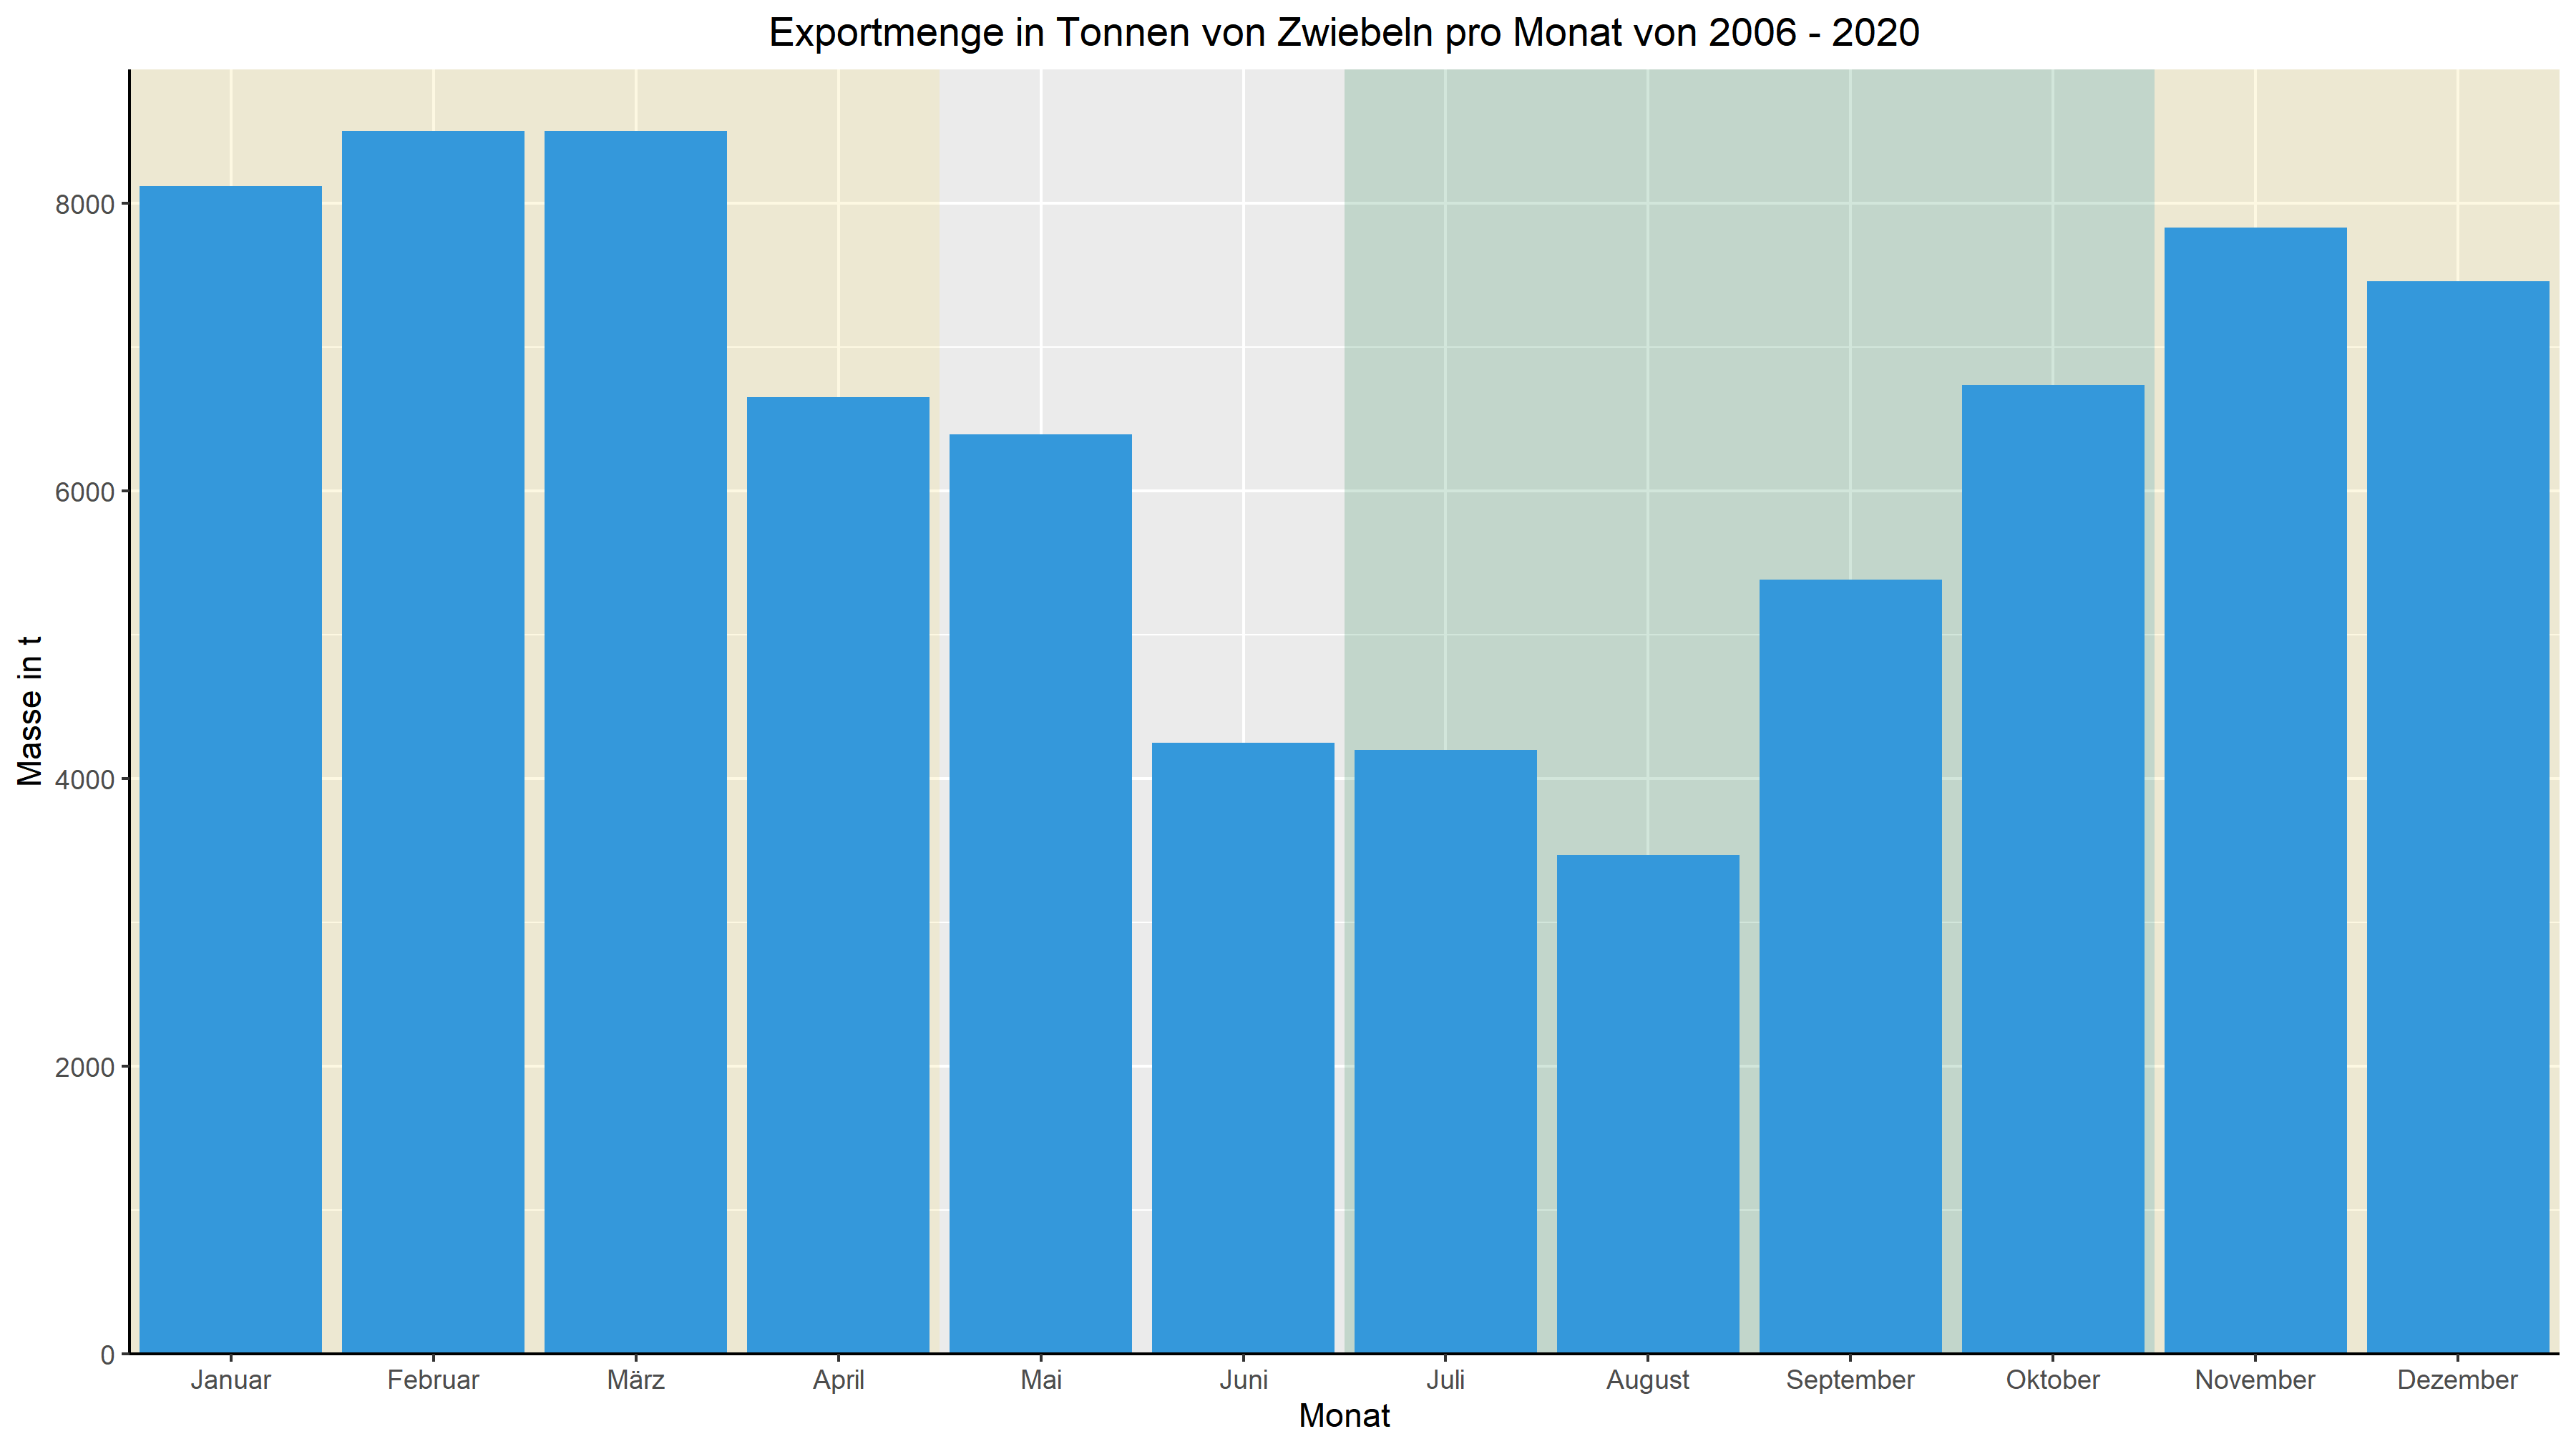 Exportmenge in Tonnen von Zwiebeln pro Monat von 2006 - 2020
Masse in t
8000
6000
4000
2000
0
Januar Februar März April Mai Juni Juli August September Oktober November Dezember
Monat